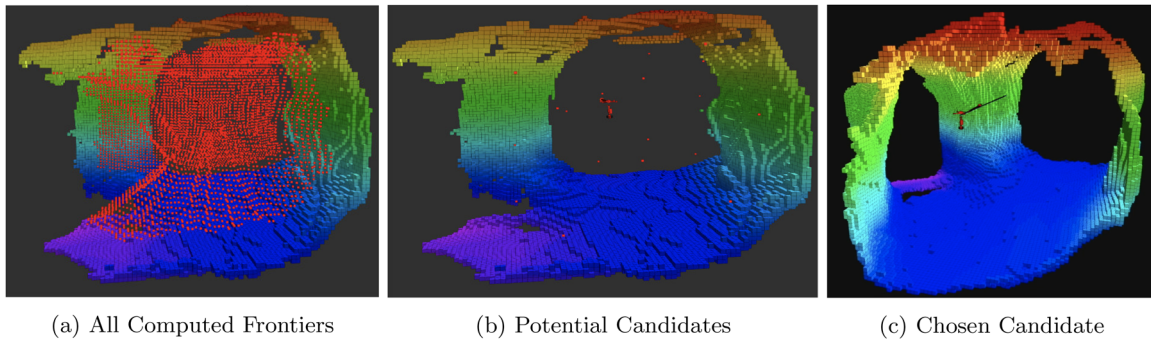 (a) All Computed Frontiers
(b) Potential Candidates
(c) Chosen Candidate